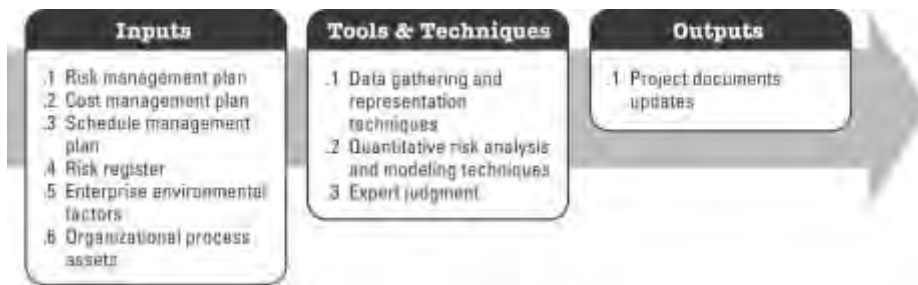 Inputs
.1 Risk management plan
.2 Cost management plan
.3 Schedule management
plan
.4 Risk register
.5 Enterprise environmental
factors
.6 Organizational process
assets
Tools & Techniques
.1 Data gathering and
representation
techniques
.2 Quantitative risk analysis
and modeling techniques
.3 Expert judgment
Outputs
.1 Project documents
updates